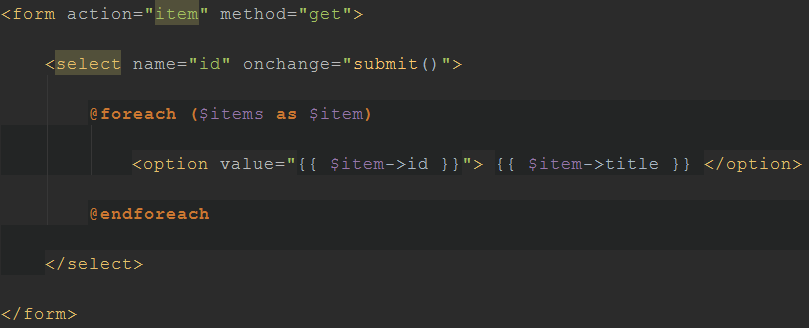 <form action="item" method="get">
<select name="id" onchange="submit()">
@foreach ($items as $item)
<option value="{{ $item->id }}"> {{ $item->title }} </option>
@endforeach
</select>
</form>